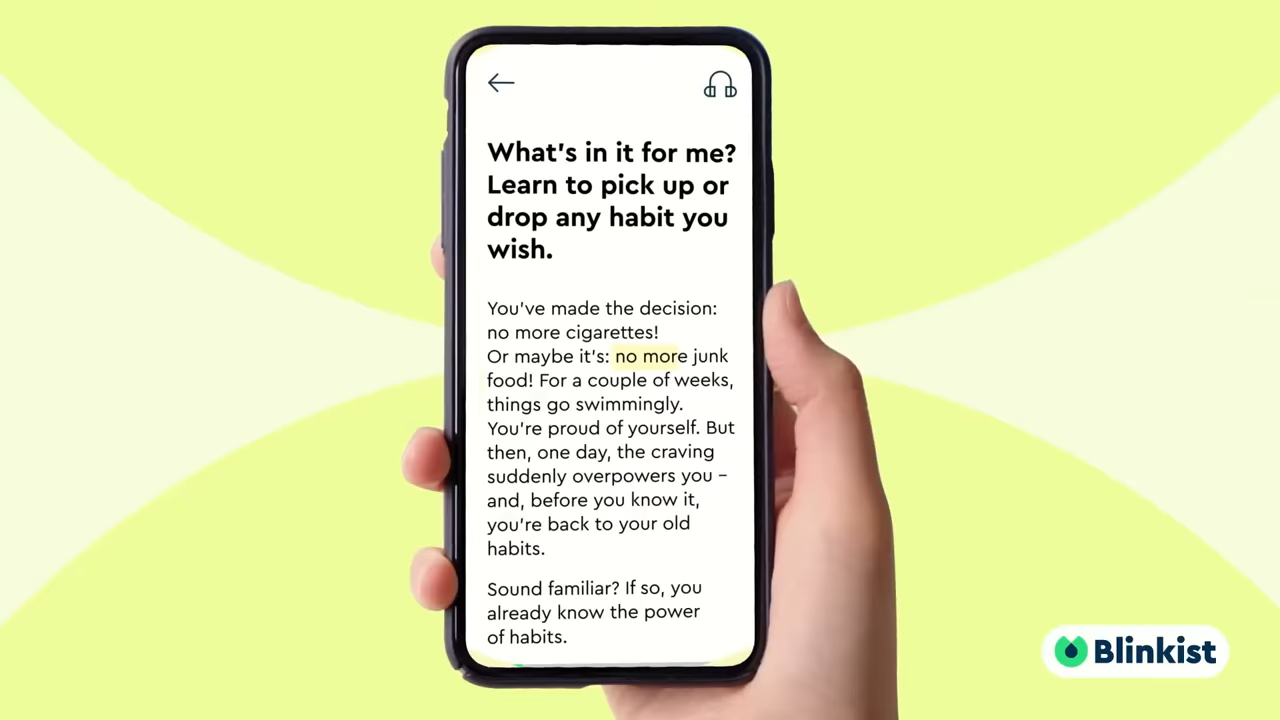 What's in it for me?
Learn to pick up or
drop any habit you
wish.
You've made the decision:
no more cigarettes!
Or maybe it's: no more junk
food! For a couple of weeks,
things go swimmingly.
You're proud of yourself. But
then, one day, the craving
suddenly overpowers you –
and, before you know it,
you're back to your old
habits.
Sound familiar? If so, you
already know the power
of habits.
Blinkist